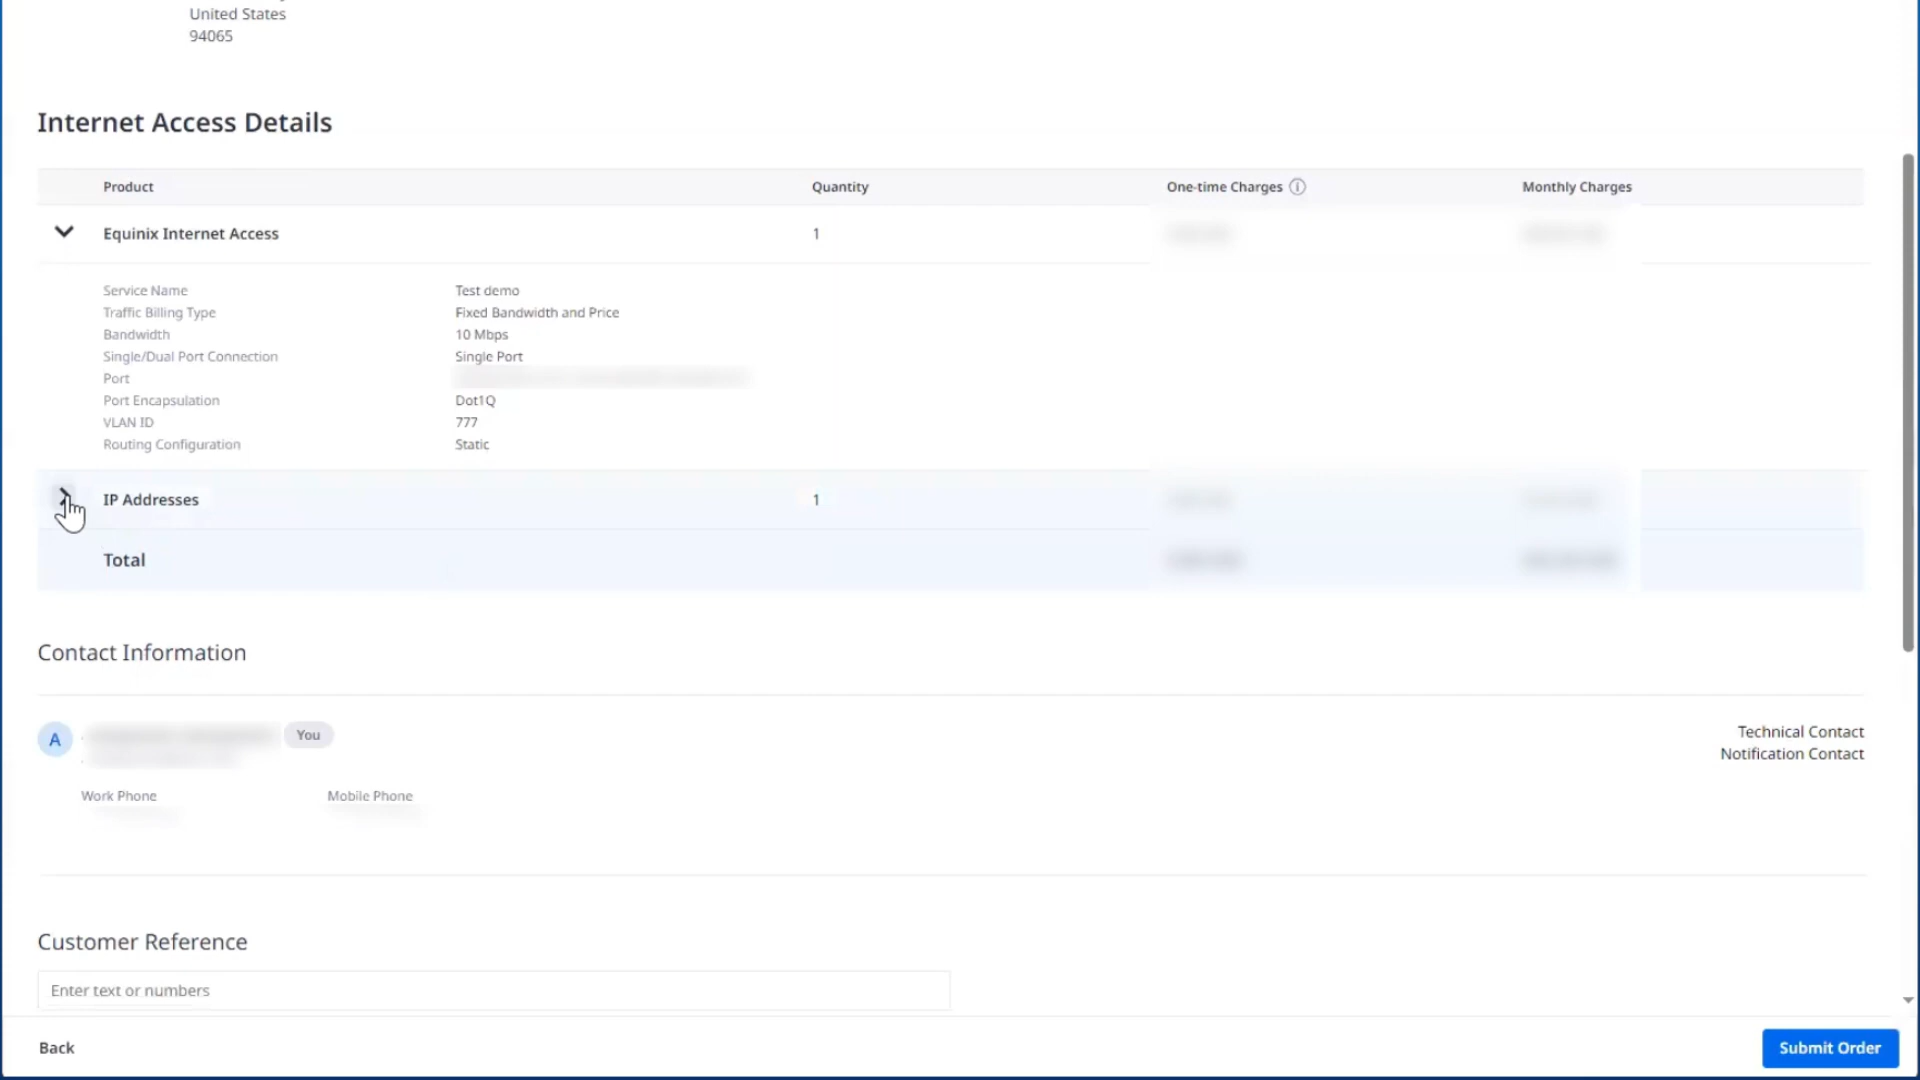 United States
94065
Internet Access Details
Product Quantity One-time Charges Monthly Charges
Equinix Internet Access 1
Service Name Test demo
Traffic Billing Type Fixed Bandwidth and Price
Bandwidth 10 Mbps
Single/Dual Port Connection Single Port
Port
Port Encapsulation Dot1Q
VLAN ID 777
Routing Configuration Static
IP Addresses 1
Total
Contact Information
A You
Technical Contact
Notification Contact
Work Phone Mobile Phone
Customer Reference
Enter text or numbers
Back Submit Order